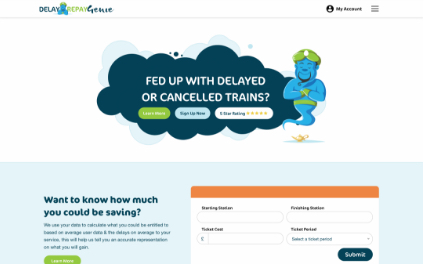 DELAY REPAY Genie
My Account
FED UP WITH DELAYED
OR CANCELLED TRAINS?
Learn More
Sign Up Now
5 Star Rating
Want to know how much
you could be saving?
We use your data to calculate what you could be entitled to
based on average user data & the delays on average to your
service, this will help us tell you an accurate representation
on what you will gain.
Learn More
Starting Station
Finishing Station
Ticket Cost
Ticket Period
£
Select a ticket period
Submit